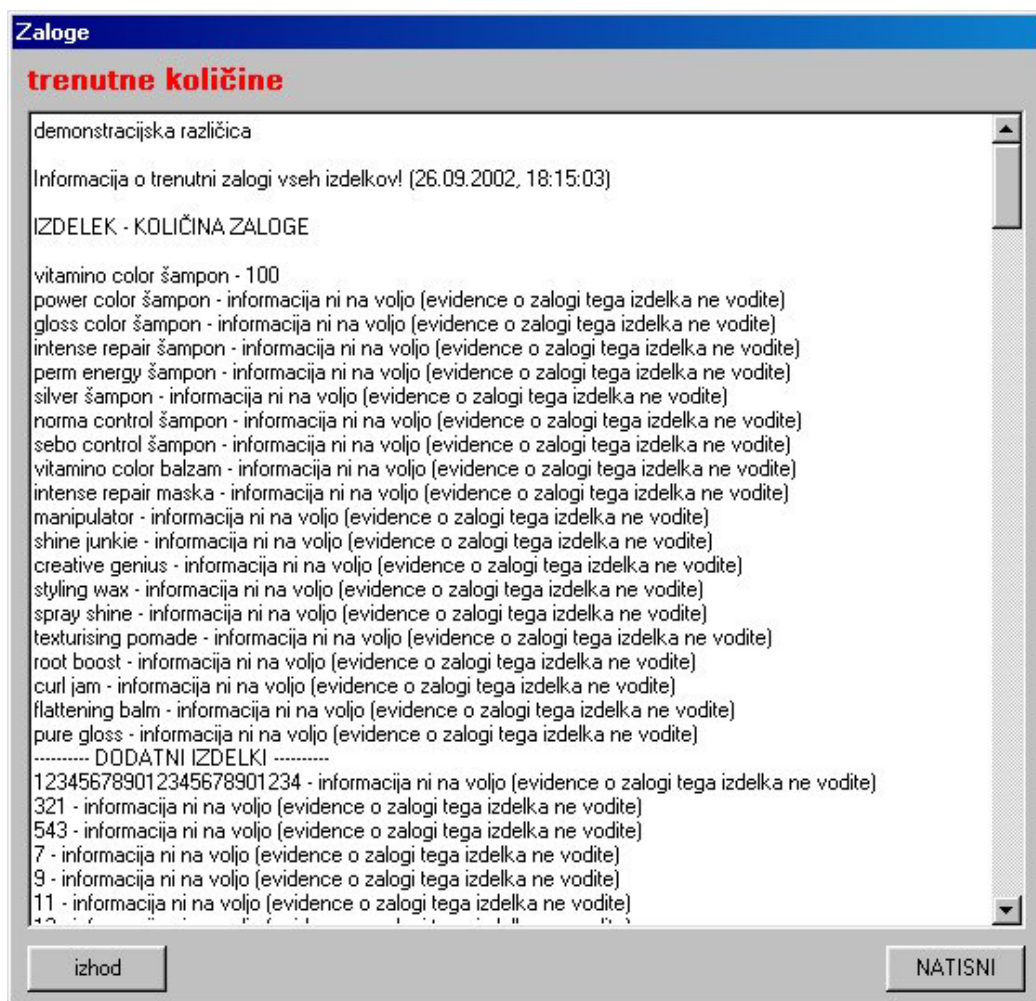 Zaloge
trenutne količine
demonstracijska različica
Informacija o trenutni zalogi vseh izdelkov! (26.09.2002, 18:15:03)
IZDELEK - KOLIČINA ZALOGE
vitamino color šampon - 100
power color šampon - informacija ni na voljo (evidence o zalogi tega izdelka ne vodite)
gloss color šampon - informacija ni na voljo (evidence o zalogi tega izdelka ne vodite)
intense repair šampon - informacija ni na voljo (evidence o zalogi tega izdelka ne vodite)
perm energy šampon - informacija ni na voljo (evidence o zalogi tega izdelka ne vodite)
silver šampon - informacija ni na voljo (evidence o zalogi tega izdelka ne vodite)
norma control šampon - informacija ni na voljo (evidence o zalogi tega izdelka ne vodite)
sebo control šampon - informacija ni na voljo (evidence o zalogi tega izdelka ne vodite)
vitamino color balzam - informacija ni na voljo (evidence o zalogi tega izdelka ne vodite)
intense repair maska - informacija ni na voljo (evidence o zalogi tega izdelka ne vodite)
manipulator - informacija ni na voljo (evidence o zalogi tega izdelka ne vodite)
shine junkie - informacija ni na voljo (evidence o zalogi tega izdelka ne vodite)
creative genius - informacija ni na voljo (evidence o zalogi tega izdelka ne vodite)
styling wax - informacija ni na voljo (evidence o zalogi tega izdelka ne vodite)
spray shine - informacija ni na voljo (evidence o zalogi tega izdelka ne vodite)
texturising pomade - informacija ni na voljo (evidence o zalogi tega izdelka ne vodite)
root boost - informacija ni na voljo (evidence o zalogi tega izdelka ne vodite)
curl jam - informacija ni na voljo (evidence o zalogi tega izdelka ne vodite)
flattening balm - informacija ni na voljo (evidence o zalogi tega izdelka ne vodite)
pure gloss - informacija ni na voljo (evidence o zalogi tega izdelka ne vodite)
---------- DODATNI IZDELKI ----------
123456789012345678901234 - informacija ni na voljo (evidence o zalogi tega izdelka ne vodite)
321 - informacija ni na voljo (evidence o zalogi tega izdelka ne vodite)
543 - informacija ni na voljo (evidence o zalogi tega izdelka ne vodite)
7 - informacija ni na voljo (evidence o zalogi tega izdelka ne vodite)
9 - informacija ni na voljo (evidence o zalogi tega izdelka ne vodite)
11 - informacija ni na voljo (evidence o zalogi tega izdelka ne vodite)
izhod
NATISNI